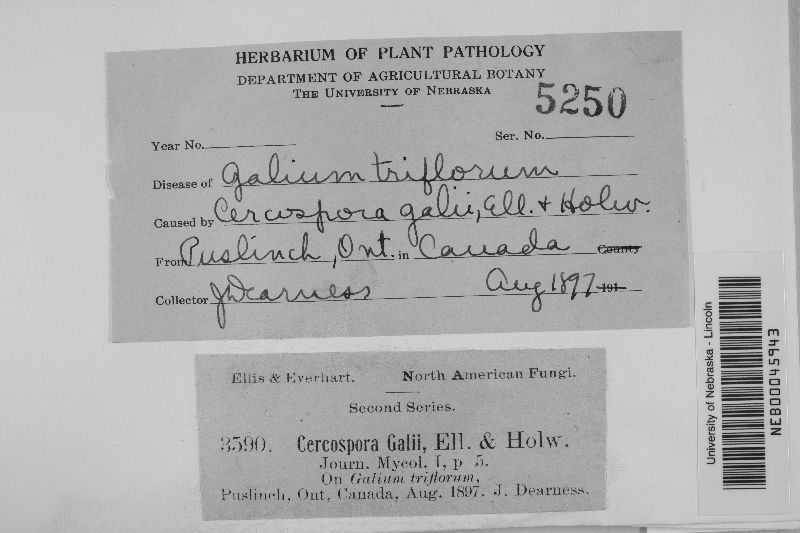 HERBARIUM OF PLANT PATHOLOGY
DEPARTMENT OF AGRICULTURAL BOTANY
THE UNIVERSITY OF NEBRASKA
5250
Year No. Ser. No.
Disease of Galium triflorum
Caused by Cercospora galii, Ell. & Holw.
From Puslinch, Ont. in Canada County
Collector J Dearness Aug 1897 191
Ellis & Everhart. North American Fungi.
Second Series.
3590. Cercospora Galii, Ell. & Holw.
Journ. Mycol. I, p 5.
On Galium triflorum,
Puslinch, Ont, Canada, Aug. 1897. J. Dearness.
University of Nebraska - Lincoln
NEB00045943